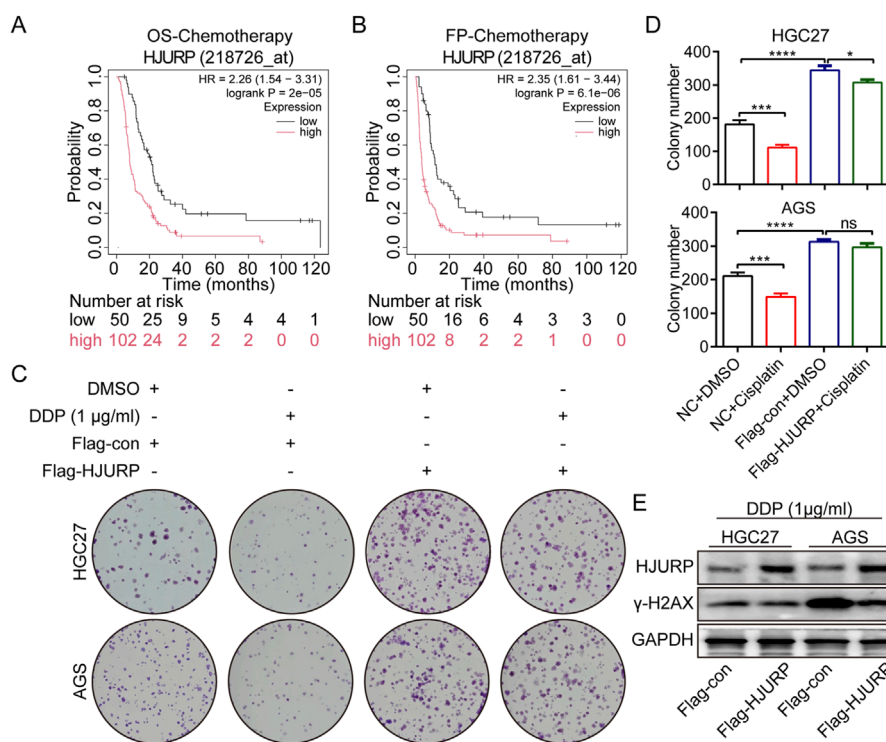 A
OS-Chemotherapy
HJURP (218726_at)
HR = 2.26 (1.54 − 3.31)
logrank P = 2e−05
Expression
low
high
Probability
1.0
0.8
0.6
0.4
0.2
0.0
0 20 40 60 80 100 120
Time (months)
Number at risk
low 50 25 9 5 4 4 1
high 102 24 2 2 2 0 0
B
FP-Chemotherapy
HJURP (218726_at)
HR = 2.35 (1.61 − 3.44)
logrank P = 6.1e−06
Expression
low
high
Probability
1.0
0.8
0.6
0.4
0.2
0.0
0 20 40 60 80 100 120
Time (months)
Number at risk
low 50 16 6 4 3 3 0
high 102 8 2 2 1 0 0
C
DMSO + - + -
DDP (1 μg/ml) - + - +
Flag-con + + - -
Flag-HJURP - - + +
HGC27
AGS
D
HGC27
Colony number
400
300
200
100
0
**** *
***
AGS
Colony number
400
300
200
100
0
**** ns
***
NC+DMSO
NC+Cisplatin
Flag-con+DMSO
Flag-HJURP+Cisplatin
E
DDP (1μg/ml)
HGC27 AGS
HJURP
γ-H2AX
GAPDH
Flag-con
Flag-HJURP
Flag-con
Flag-HJURP